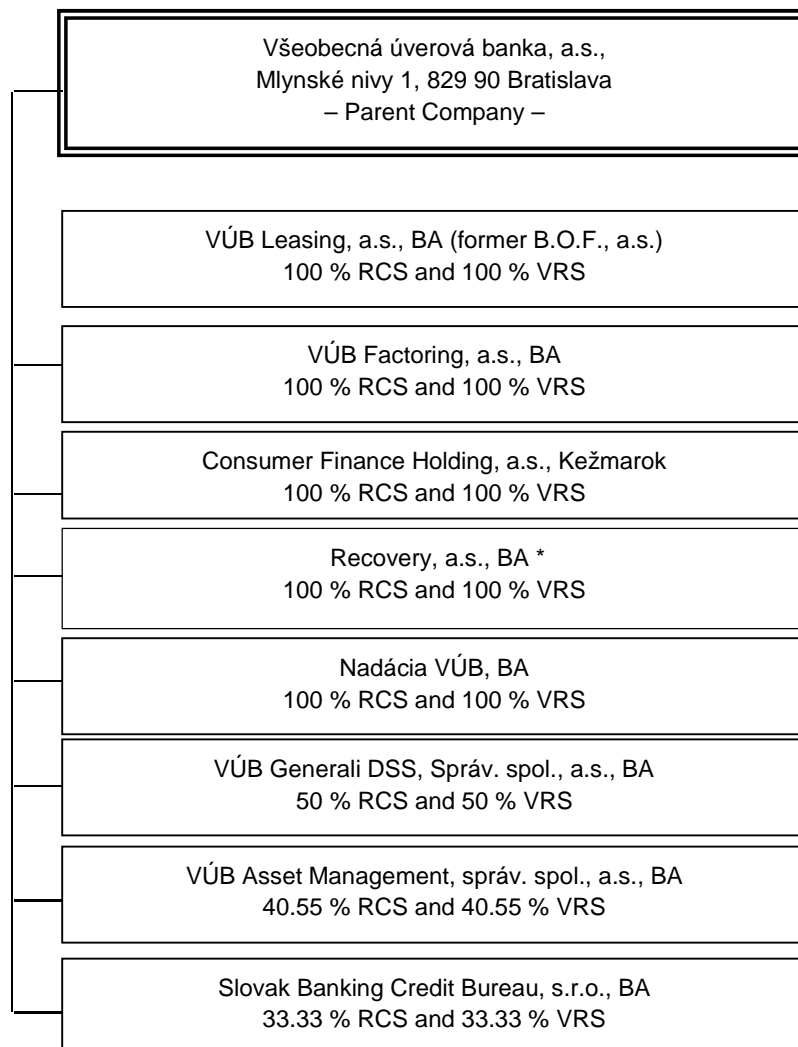 Všeobecná úverová banka, a.s.,
Mlynské nivy 1, 829 90 Bratislava
– Parent Company –
VÚB Leasing, a.s., BA (former B.O.F., a.s.)
100 % RCS and 100 % VRS
VÚB Factoring, a.s., BA
100 % RCS and 100 % VRS
Consumer Finance Holding, a.s., Kežmarok
100 % RCS and 100 % VRS
Recovery, a.s., BA *
100 % RCS and 100 % VRS
Nadácia VÚB, BA
100 % RCS and 100 % VRS
VÚB Generali DSS, Správ. spol., a.s., BA
50 % RCS and 50 % VRS
VÚB Asset Management, správ. spol., a.s., BA
40.55 % RCS and 40.55 % VRS
Slovak Banking Credit Bureau, s.r.o., BA
33.33 % RCS and 33.33 % VRS